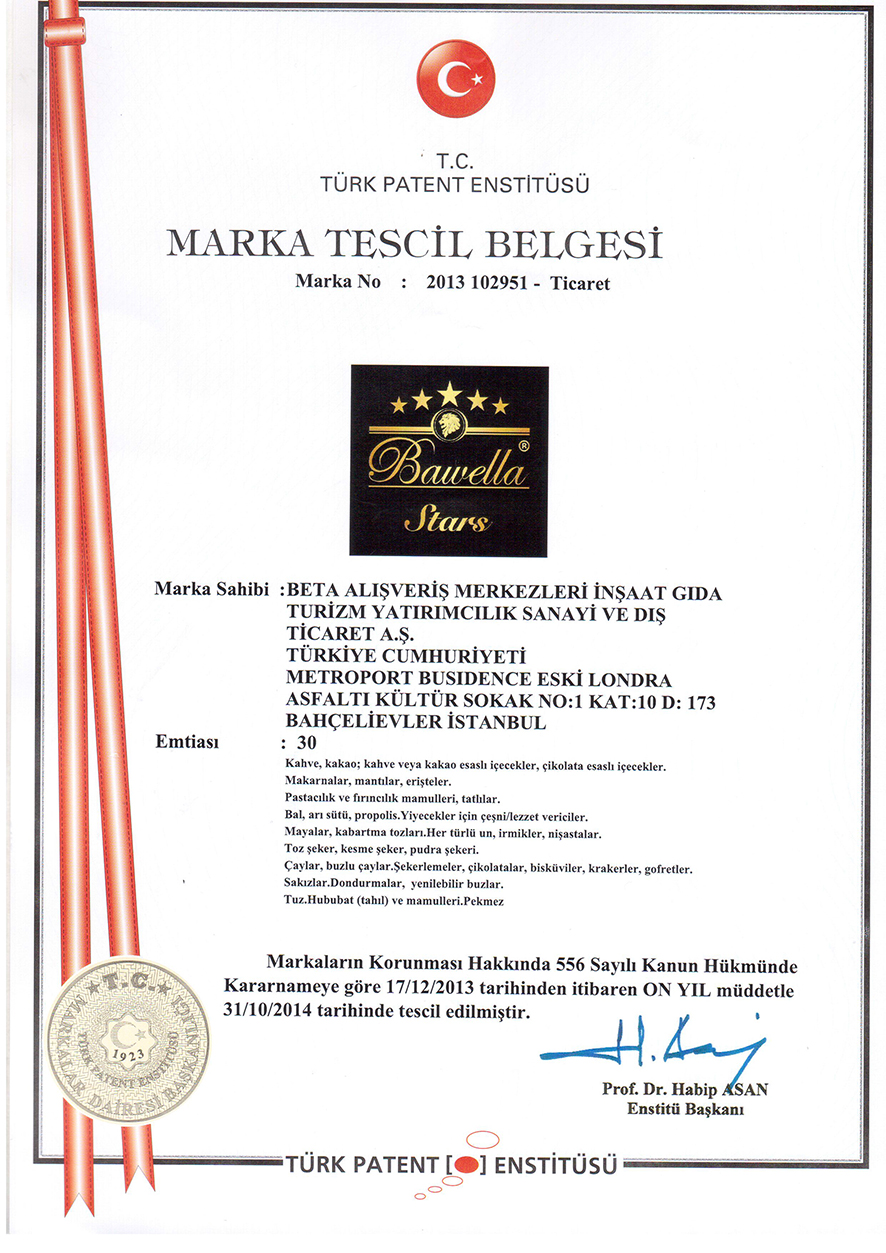 T.C.
TÜRK PATENT ENSTİTÜSÜ
MARKA TESCİL BELGESİ
Marka No : 2013 102951 - Ticaret
Bawella ®
Stars
Marka Sahibi :BETA ALIŞVERİŞ MERKEZLERİ İNŞAAT GIDA
TURİZM YATIRIMCILIK SANAYİ VE DIŞ
TİCARET A.Ş.
TÜRKİYE CUMHURİYETİ
METROPORT BUSIDENCE ESKİ LONDRA
ASFALTI KÜLTÜR SOKAK NO:1 KAT:10 D: 173
BAHÇELİEVLER İSTANBUL
Emtiası : 30
Kahve, kakao; kahve veya kakao esaslı içecekler, çikolata esaslı içecekler.
Makarnalar, mantılar, erişteler.
Pastacılık ve fırıncılık mamulleri, tatlılar.
Bal, arı sütü, propolis.Yiyecekler için çeşni/lezzet vericiler.
Mayalar, kabartma tozları.Her türlü un, irmikler, nişastalar.
Toz şeker, kesme şeker, pudra şekeri.
Çaylar, buzlu çaylar.Şekerlemeler, çikolatalar, bisküviler, krakerler, gofretler.
Sakızlar.Dondurmalar, yenilebilir buzlar.
Tuz.Hububat (tahıl) ve mamulleri.Pekmez
Markaların Korunması Hakkında 556 Sayılı Kanun Hükmünde
Kararnameye göre 17/12/2013 tarihinden itibaren ON YIL müddetle
31/10/2014 tarihinde tescil edilmiştir.
T.C.
MARKALAR DAİRESİ BAŞKANLIĞI
TÜRK PATENT ENSTİTÜSÜ
1923
H. Asan
Prof. Dr. Habip ASAN
Enstitü Başkanı
TÜRK PATENT [ ] ENSTİTÜSÜ